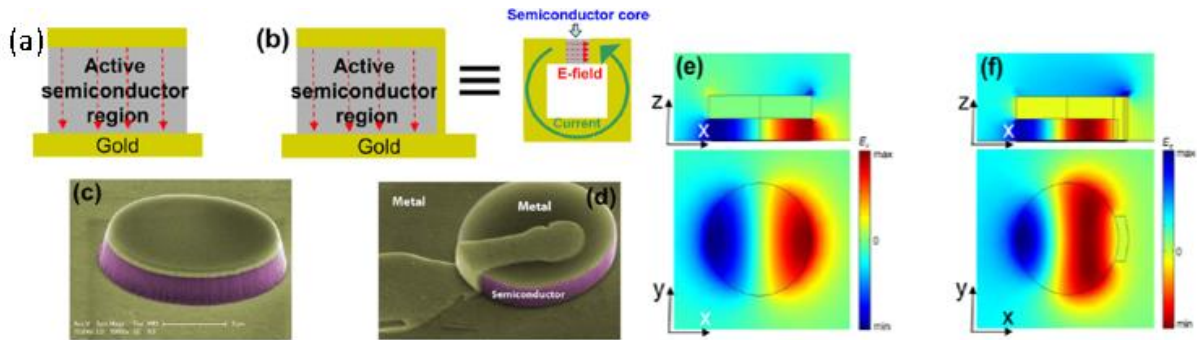 (a)
Active
semiconductor
region
Gold
(b)
Active
semiconductor
region
Gold
Semiconductor core
E-field
Current
(c)
Metal
Metal
(d)
Semiconductor
(e)
z
x
y
x
E
max
0
min
(f)
z
x
y
x
E
max
0
min